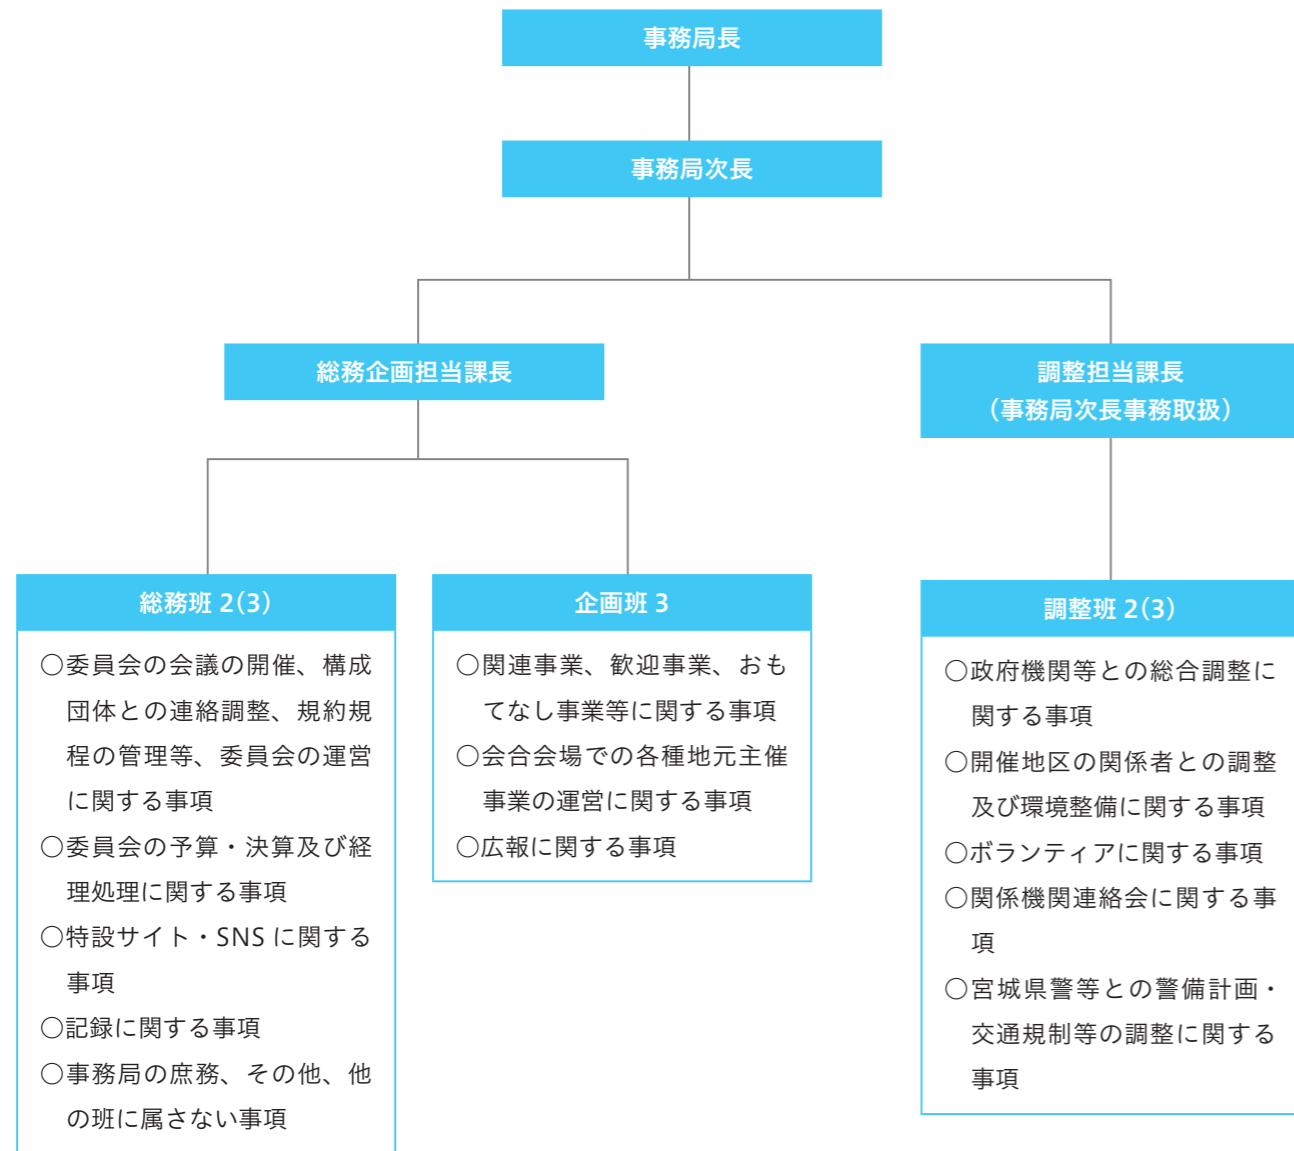 事務局長
事務局次長
総務企画担当課長
調整担当課長
（事務局次長事務取扱）
総務班 2(3)
○委員会の会議の開催、構成
団体との連絡調整、規約規
程の管理等、委員会の運営
に関する事項
○委員会の予算・決算及び経
理処理に関する事項
○特設サイト・SNS に関する
事項
○記録に関する事項
○事務局の庶務、その他、他
の班に属さない事項
企画班 3
○関連事業、歓迎事業、おも
てなし事業等に関する事項
○会合会場での各種地元主催
事業の運営に関する事項
○広報に関する事項
調整班 2(3)
○政府機関等との総合調整に
関する事項
○開催地区の関係者との調整
及び環境整備に関する事項
○ボランティアに関する事項
○関係機関連絡会に関する事
項
○宮城県警等との警備計画・
交通規制等の調整に関する
事項